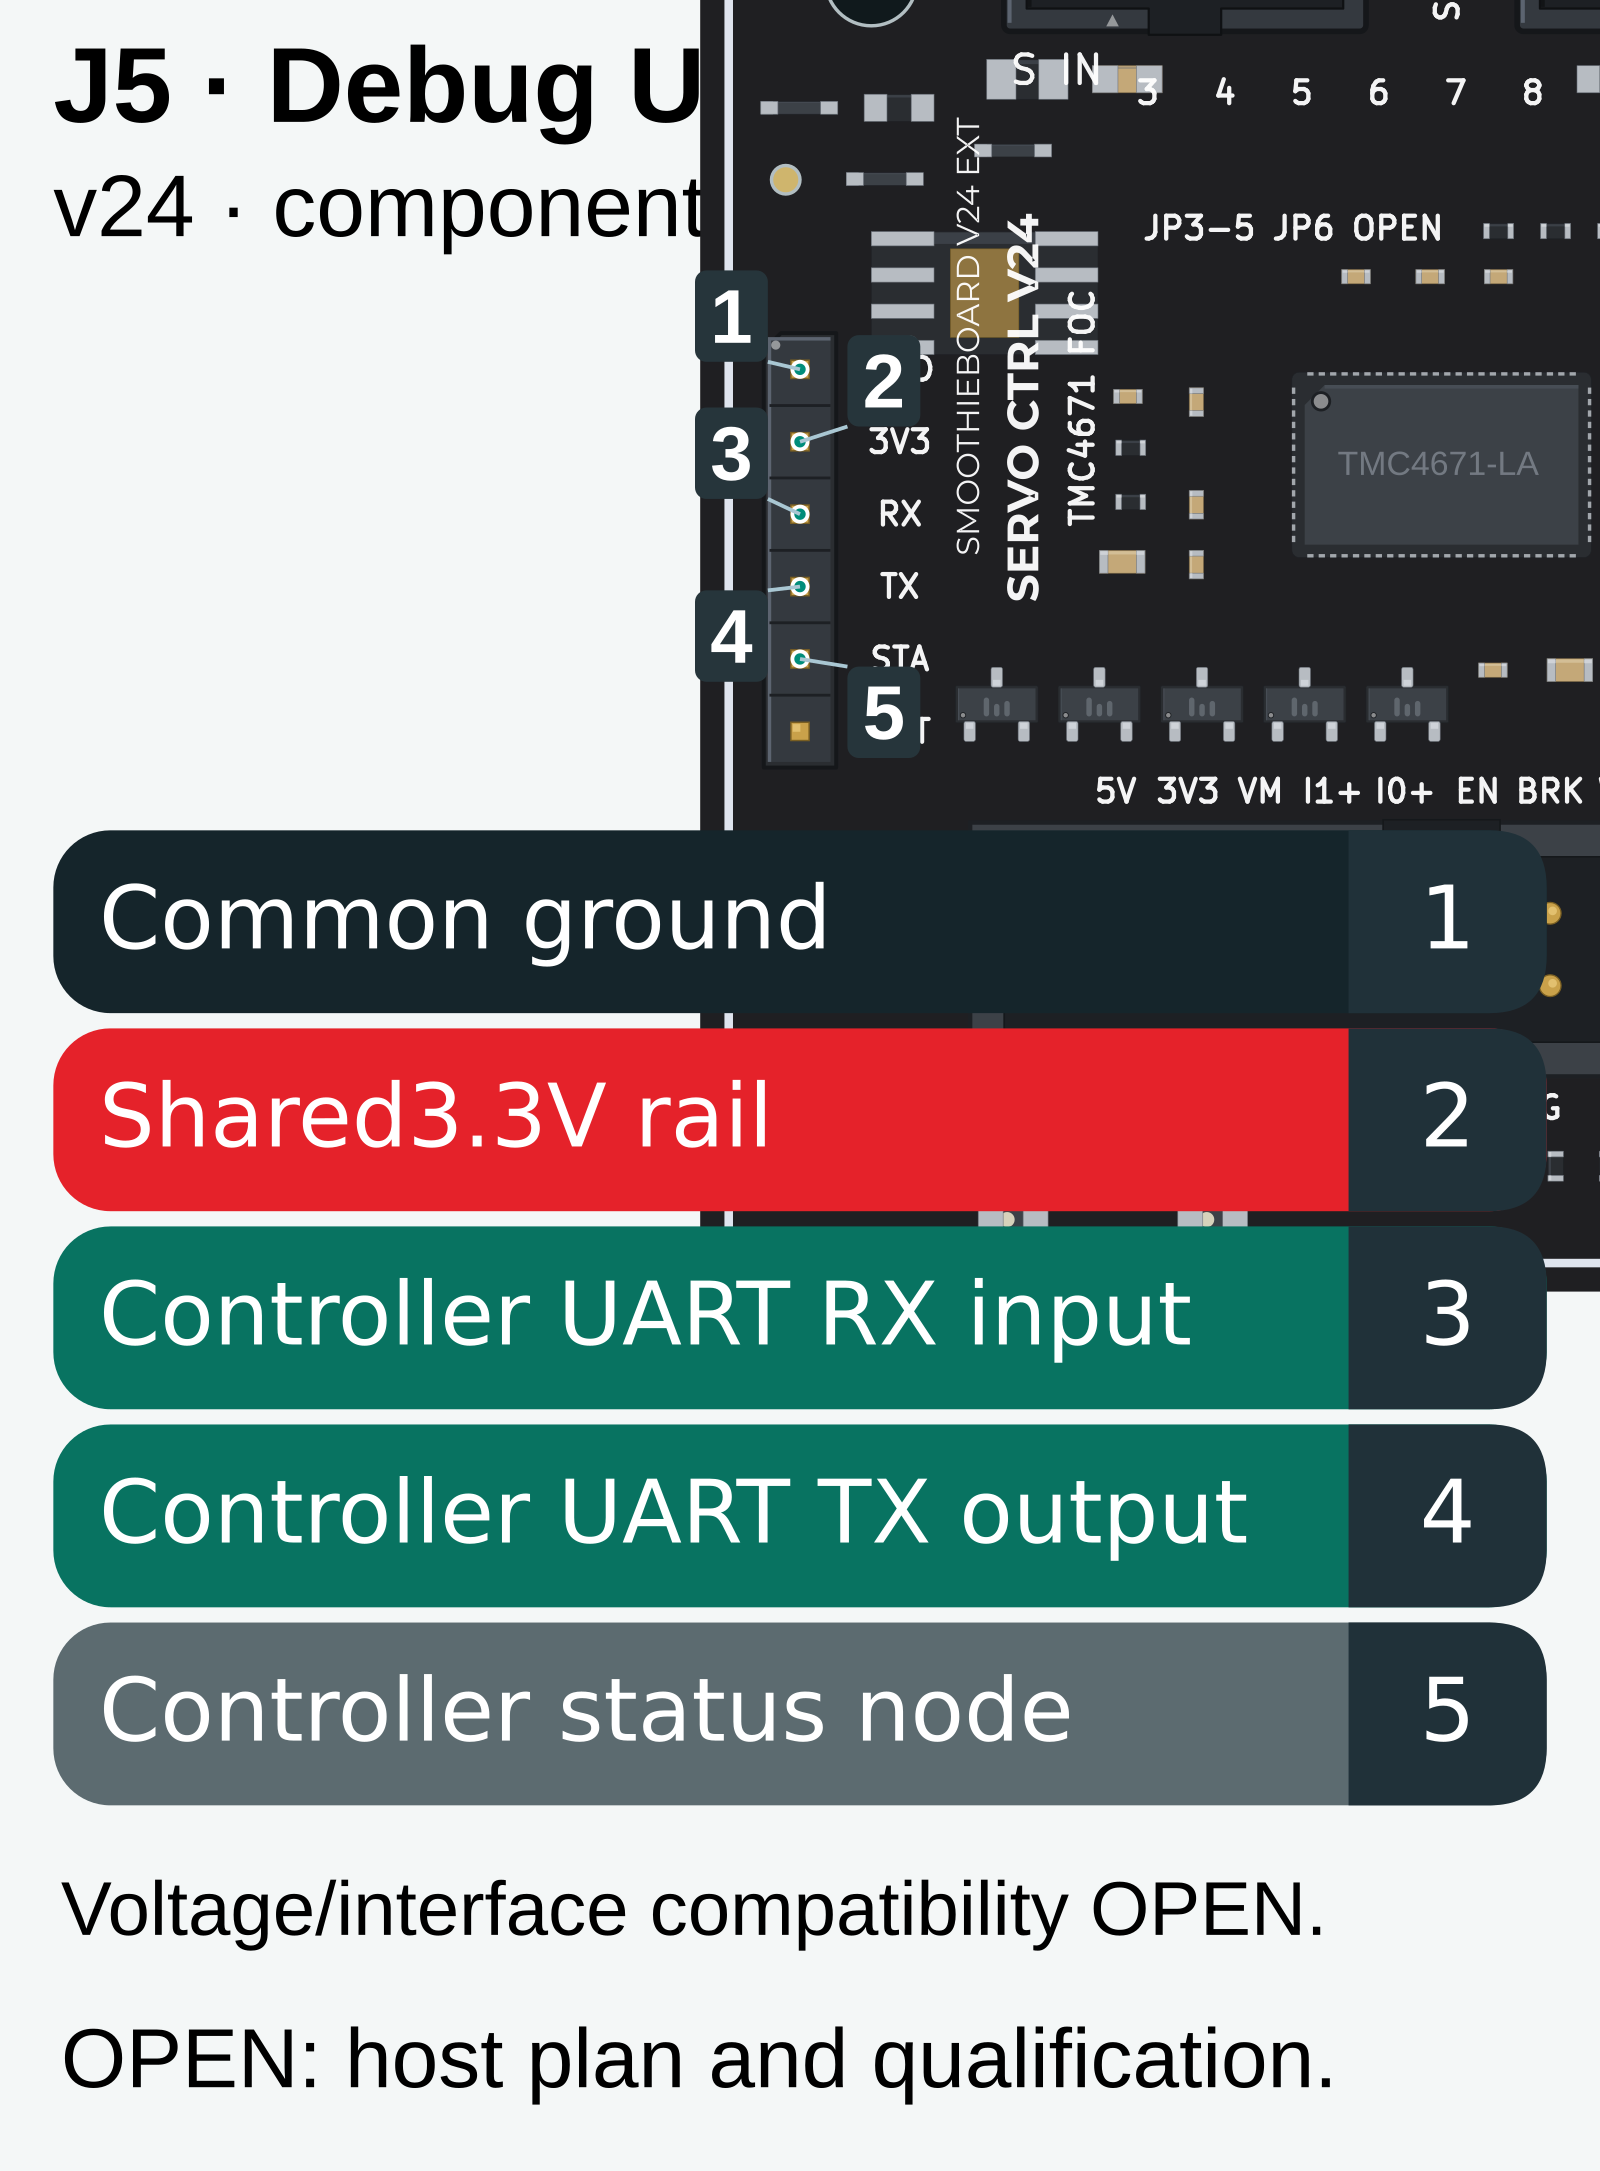 J5 · Debug U
v24 · component
S IN
3 4 5 6 7 8
S
JP3-5 JP6 OPEN
SMOOTHIEBOARD V24 EXT
SERVO CTRL V24
TMC4671 FOC
TMC4671-LA
1
2
3
3V3
RX
TX
4
STA
5
5V 3V3 VM I1+ I0+ EN BRK
Common ground 1
Shared3.3V rail 2
G
Controller UART RX input 3
Controller UART TX output 4
Controller status node 5
Voltage/interface compatibility OPEN.
OPEN: host plan and qualification.